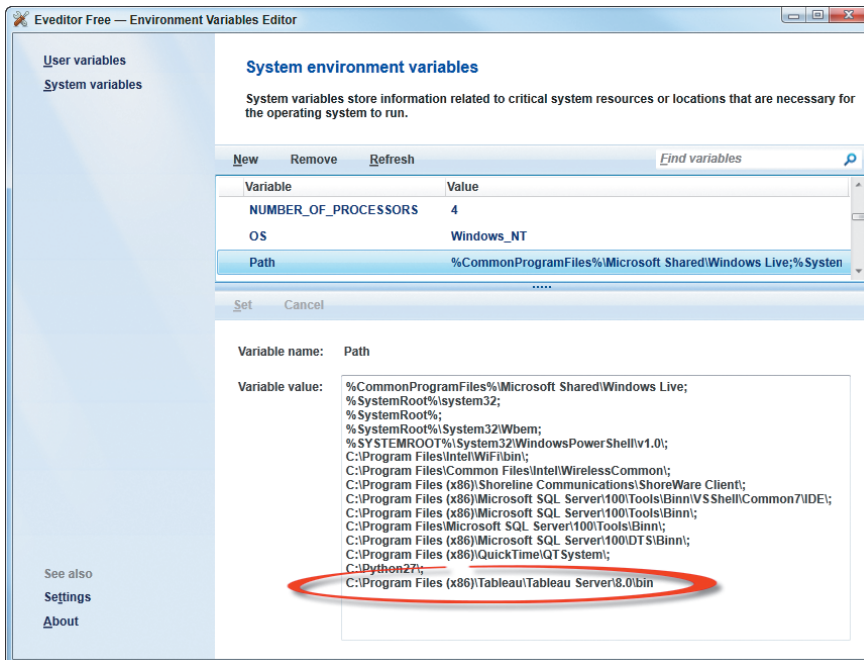 Eveditor Free — Environment Variables Editor
User variables
System variables
System environment variables
System variables store information related to critical system resources or locations that are necessary for
the operating system to run.
New Remove Refresh Find variables
Variable Value
NUMBER_OF_PROCESSORS 4
OS Windows_NT
Path %CommonProgramFiles%\Microsoft Shared\Windows Live;%System
Set Cancel
Variable name: Path
Variable value: %CommonProgramFiles%\Microsoft Shared\Windows Live;
%SystemRoot%\system32;
%SystemRoot%;
%SystemRoot%\System32\Wbem;
%SYSTEMROOT%\System32\WindowsPowerShell\v1.0\;
C:\Program Files\Intel\WiFi\bin\;
C:\Program Files\Common Files\Intel\WirelessCommon\;
C:\Program Files (x86)\Shoreline Communications\ShoreWare Client\;
C:\Program Files (x86)\Microsoft SQL Server\100\Tools\Binn\VSShell\Common7\IDE\;
C:\Program Files (x86)\Microsoft SQL Server\100\Tools\Binn\;
C:\Program Files\Microsoft SQL Server\100\Tools\Binn\;
C:\Program Files (x86)\Microsoft SQL Server\100\DTS\Binn\;
C:\Program Files (x86)\QuickTime\QTSystem\;
C:\Python27\;
C:\Program Files (x86)\Tableau\Tableau Server\8.0\bin
See also
Settings
About